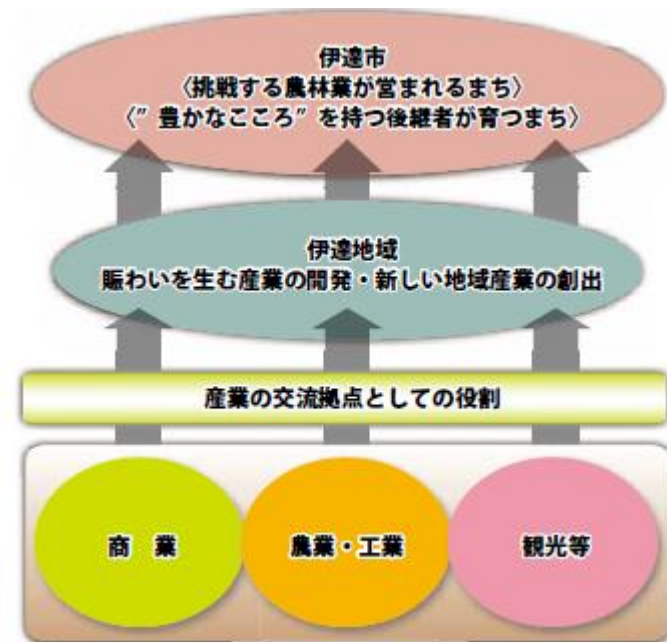 伊達市
〈挑戦する農林業が営まれるまち〉
〈”豊かなこころ”を持つ後継者が育つまち〉
伊達地域
賑わいを生む産業の開発・新しい地域産業の創出
産業の交流拠点としての役割
商　業
農業・工業
観光等